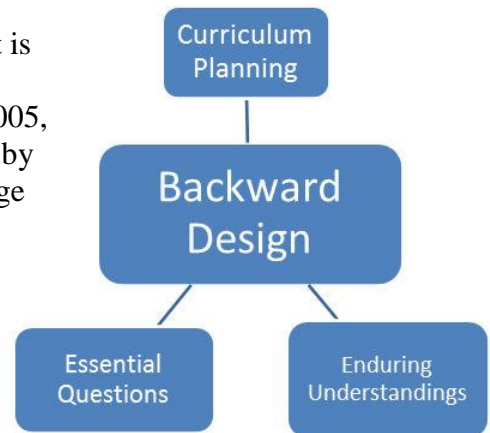 t is
005,
by
ge
Curriculum
Planning
Backward
Design
Essential
Questions
Enduring
Understandings